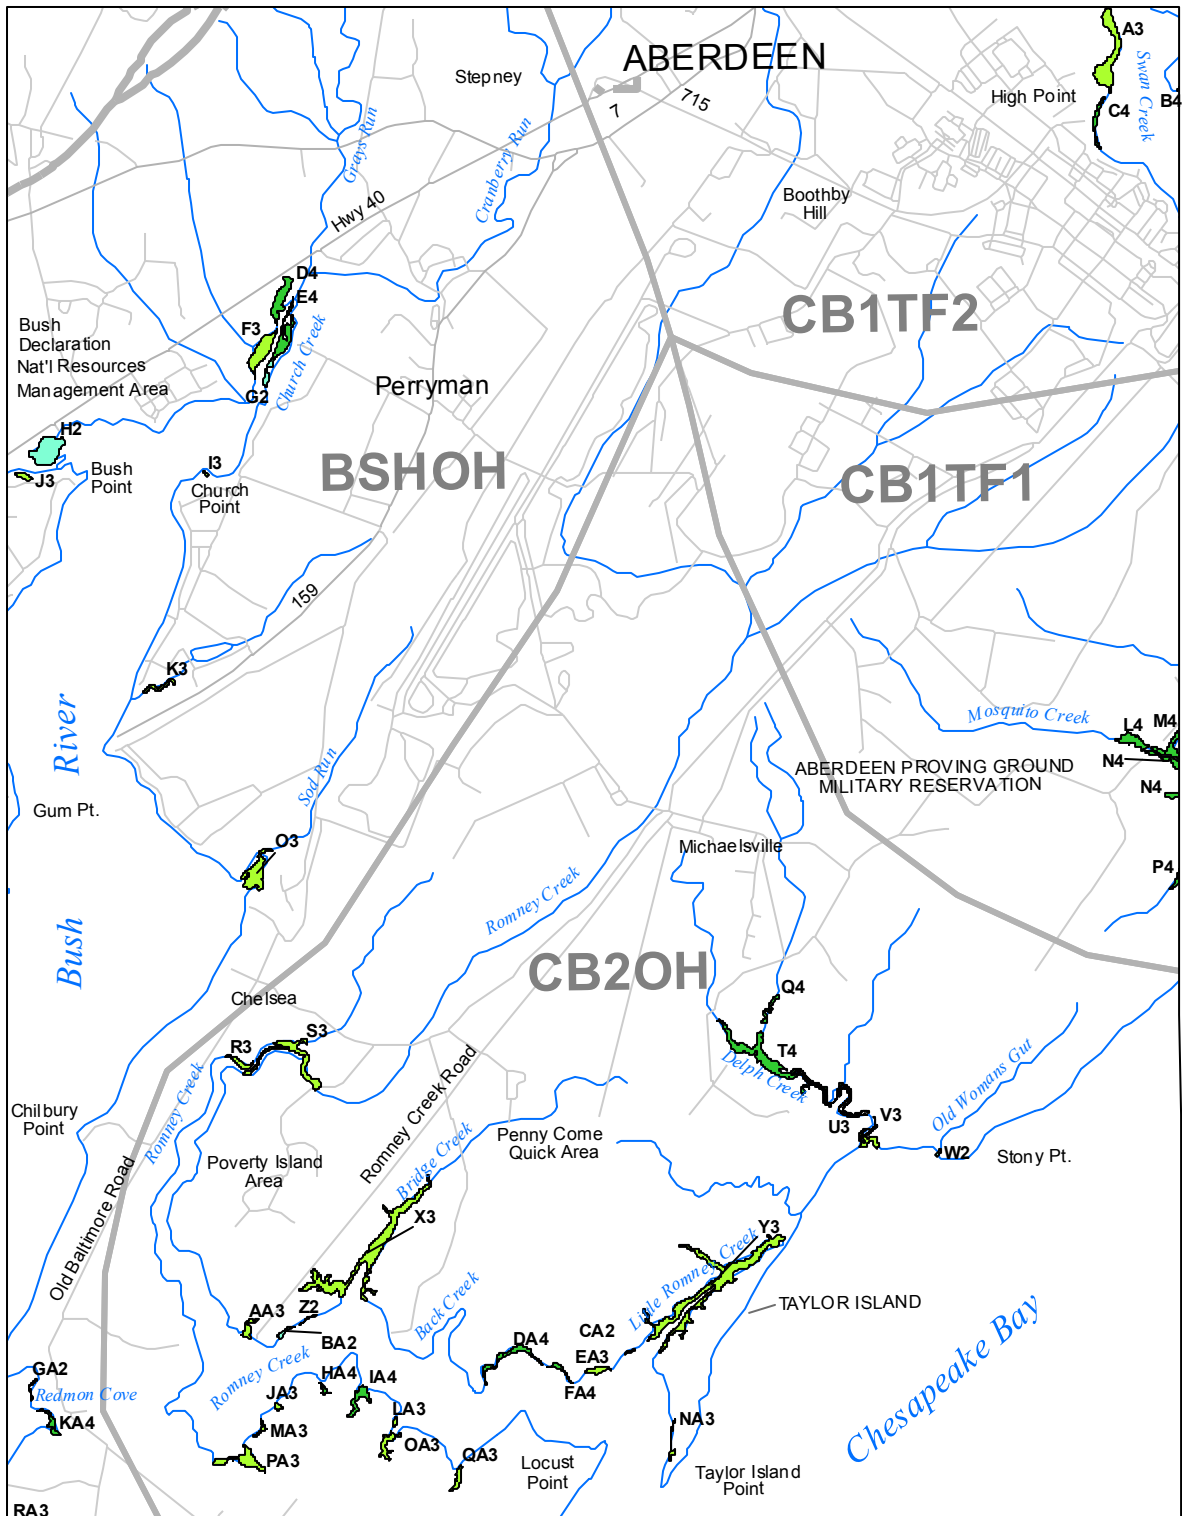 A3
ABERDEEN
Stepney
Swan Creek
High Point
B4
715
7
C4
Grays Run
Cranberry Run
Boothby
Hill
Hwy 40
D4
E4
CB1TF2
F3
Bush
Declaration
Nat'l Resources
Management Area
Church Creek
Perryman
G2
H2
BSHOH
CB1TF1
I3
Bush
Point
J3
Church
Point
159
K3
River
Mosquito Creek
L4
M4
N4
ABERDEEN PROVING GROUND
MILITARY RESERVATION
N4
Sod Run
Gum Pt.
O3
Michaelsville
P4
Romney Creek
Bush
CB2OH
Q4
Chelsea
S3
R3
T4
Delph Creek
Old Womans Gut
Romney Creek
Chilbury
Point
U3
V3
W2
Stony Pt.
Romney Creek Road
Penny Come
Quick Area
Poverty Island
Area
Bridge Creek
Old Baltimore Road
X3
Y3
Little Romney Creek
Back Creek
TAYLOR ISLAND
Z2
AA3
BA2
CA2
DA4
EA3
FA4
Chesapeake Bay
Romney Creek
GA2
HA4
IA4
Redmon Cove
JA3
KA4
LA3
MA3
NA3
OA3
PA3
QA3
Locust
Point
Taylor Island
Point
RA3